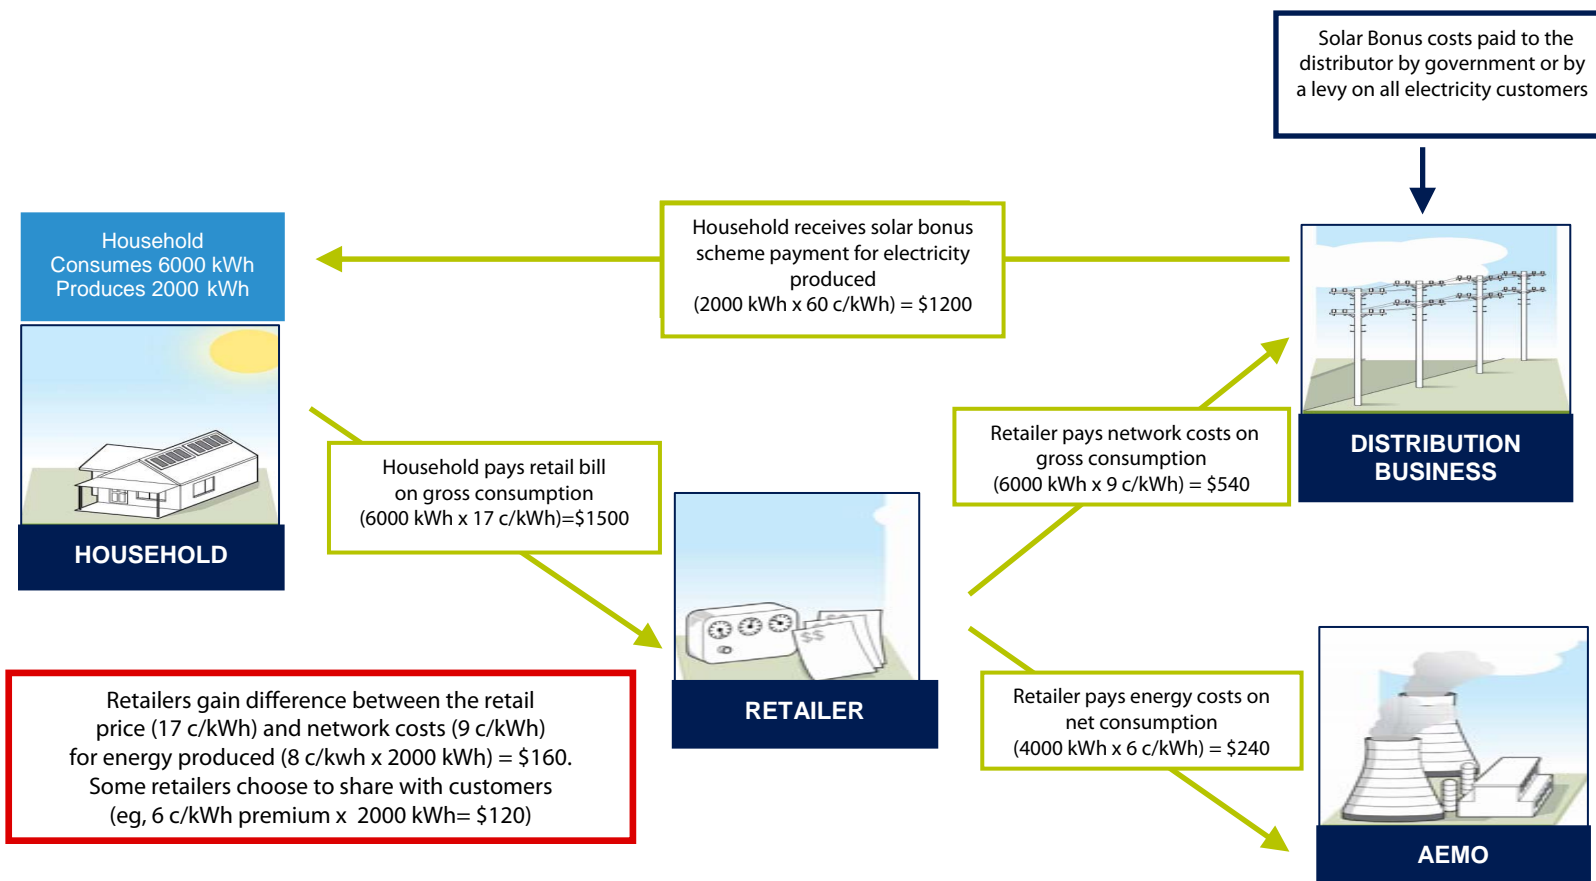 Solar Bonus costs paid to the
distributor by government or by
a levy on all electricity customers
Household
Consumes 6000 kWh
Produces 2000 kWh
Household receives solar bonus
scheme payment for electricity
produced
(2000 kWh x 60 c/kWh) = $1200
Household pays retail bill
on gross consumption
(6000 kWh x 17 c/kWh)=$1500
Retailer pays network costs on
gross consumption
(6000 kWh x 9 c/kWh) = $540
DISTRIBUTION
BUSINESS
HOUSEHOLD
$$
RETAILER
Retailers gain difference between the retail
price (17 c/kWh) and network costs (9 c/kWh)
for energy produced (8 c/kwh x 2000 kWh) = $160.
Some retailers choose to share with customers
(eg, 6 c/kWh premium x 2000 kWh= $120)
Retailer pays energy costs on
net consumption
(4000 kWh x 6 c/kWh) = $240
AEMO